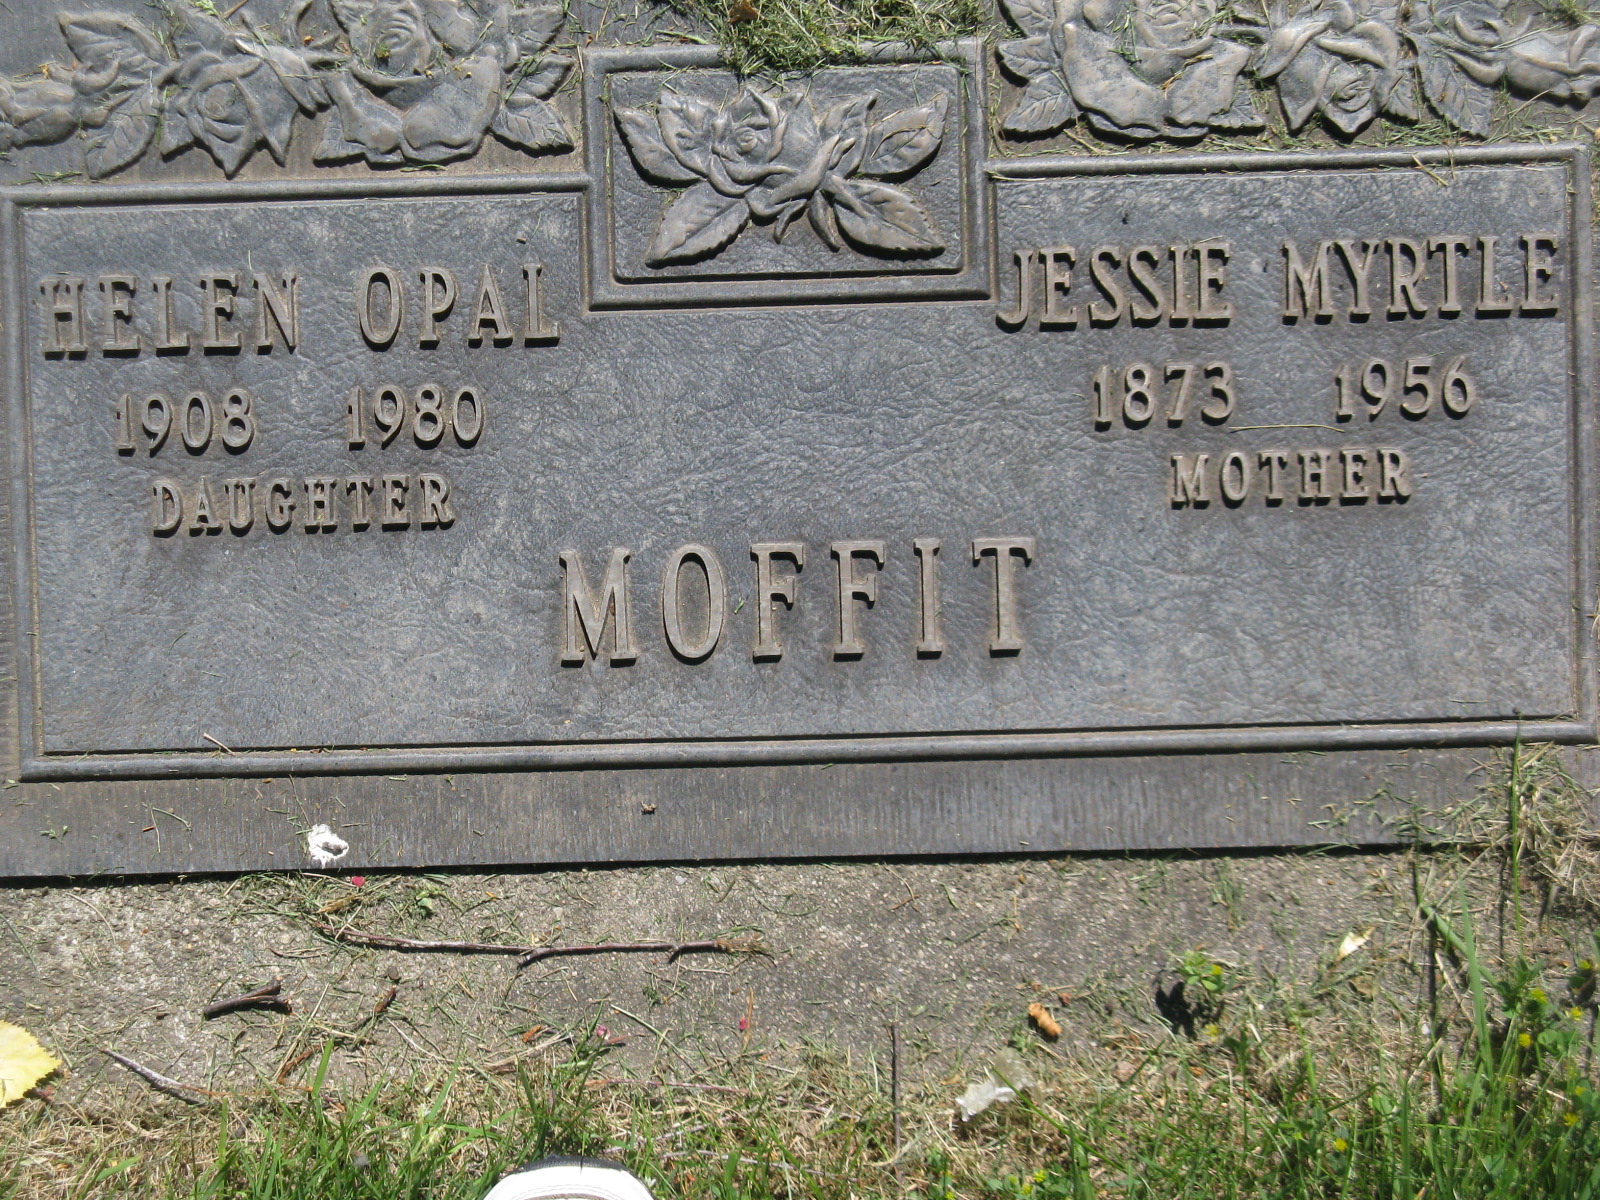 HELEN OPAL
1908 1980
DAUGHTER
JESSIE MYRTLE
1873 1956
MOTHER
MOFFIT